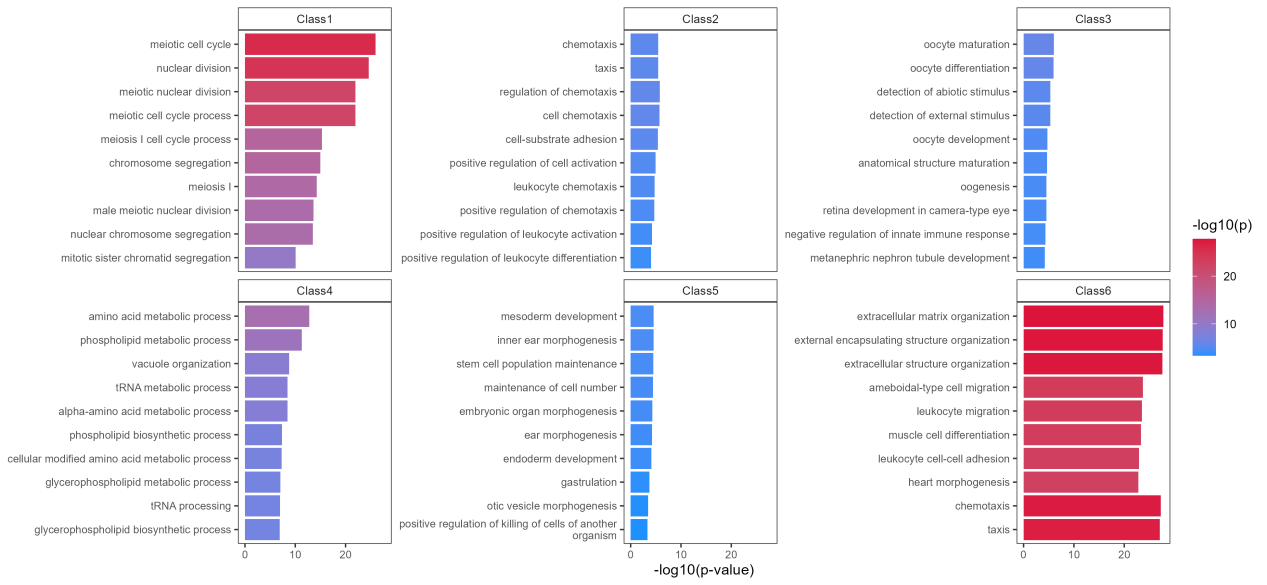 Class1
meiotic cell cycle
nuclear division
meiotic nuclear division
meiotic cell cycle process
meiosis I cell cycle process
chromosome segregation
meiosis I
male meiotic nuclear division
nuclear chromosome segregation
mitotic sister chromatid segregation
Class2
chemotaxis
taxis
regulation of chemotaxis
cell chemotaxis
cell-substrate adhesion
positive regulation of cell activation
leukocyte chemotaxis
positive regulation of chemotaxis
positive regulation of leukocyte activation
positive regulation of leukocyte differentiation
Class3
oocyte maturation
oocyte differentiation
detection of abiotic stimulus
detection of external stimulus
oocyte development
anatomical structure maturation
oogenesis
retina development in camera-type eye
negative regulation of innate immune response
metanephric nephron tubule development
Class4
amino acid metabolic process
phospholipid metabolic process
vacuole organization
tRNA metabolic process
alpha-amino acid metabolic process
phospholipid biosynthetic process
cellular modified amino acid metabolic process
glycerophospholipid metabolic process
tRNA processing
glycerophospholipid biosynthetic process
0 10 20
Class5
mesoderm development
inner ear morphogenesis
stem cell population maintenance
maintenance of cell number
embryonic organ morphogenesis
ear morphogenesis
endoderm development
gastrulation
otic vesicle morphogenesis
positive regulation of killing of cells of another
organism
0 10 20
Class6
extracellular matrix organization
external encapsulating structure organization
extracellular structure organization
ameboidal-type cell migration
leukocyte migration
muscle cell differentiation
leukocyte cell-cell adhesion
heart morphogenesis
chemotaxis
taxis
0 10 20
-log10(p-value)
-log10(p)
20
10